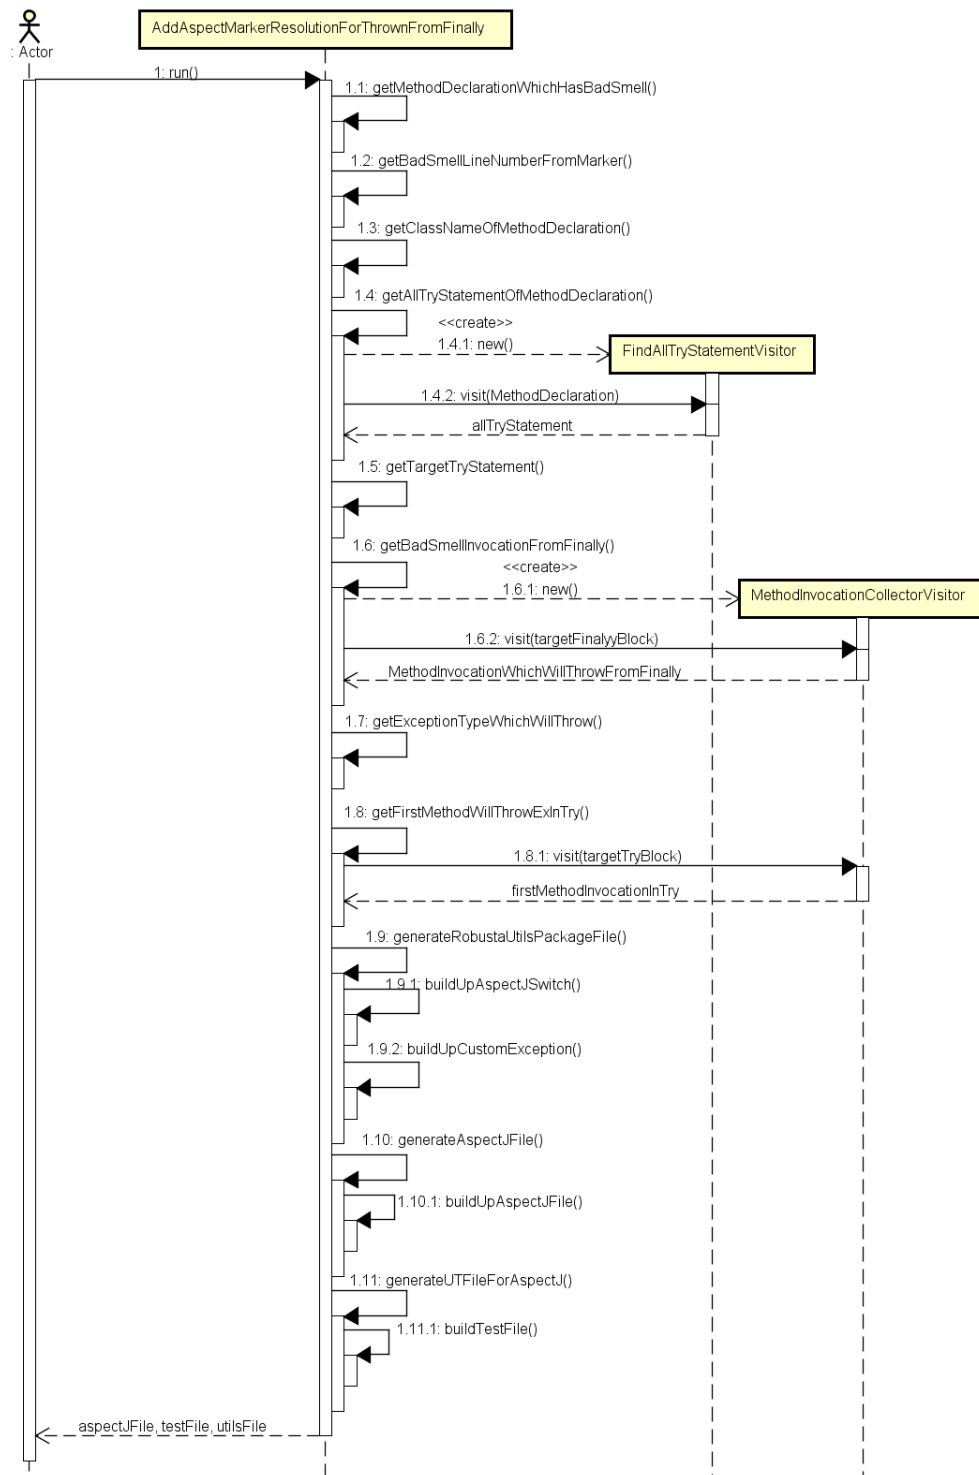 AddAspectMarkerResolutionForThrownFromFinally
: Actor
1: run()
1.1: getMethodDeclarationWhichHasBadSmell()
1.2: getBadSmellLineNumberFromMarker()
1.3: getClassNameOfMethodDeclaration()
1.4: getAllTryStatementOfMethodDeclaration()
<<create>>
1.4.1: new()
FindAllTryStatementVisitor
1.4.2: visit(MethodDeclaration)
allTryStatement
1.5: getTargetTryStatement()
1.6: getBadSmellInvocationFromFinally()
<<create>>
1.6.1: new()
MethodInvocationCollectorVisitor
1.6.2: visit(targetFinalyyBlock)
MethodInvocationWhichWillThrowFromFinally
1.7: getExceptionTypeWhichWillThrow()
1.8: getFirstMethodWillThrowExInTry()
1.8.1: visit(targetTryBlock)
firstMethodInvocationInTry
1.9: generateRobustaUtilsPackageFile()
1.9.1: buildUpAspectJSwitch()
1.9.2: buildUpCustomException()
1.10: generateAspectJFile()
1.10.1: buildUpAspectJFile()
1.11: generateUTFileForAspectJ()
1.11.1: buildTestFile()
aspectJFile, testFile, utilsFile